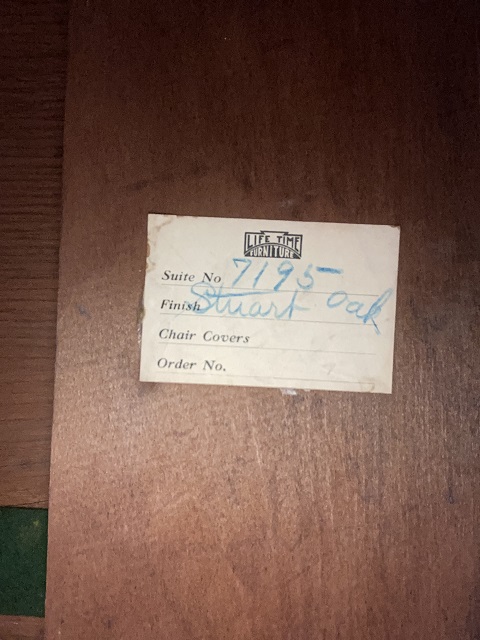 LIFE TIME
FURNITURE
Suite No 7195
Finish Stuart Oak
Chair Covers
Order No.